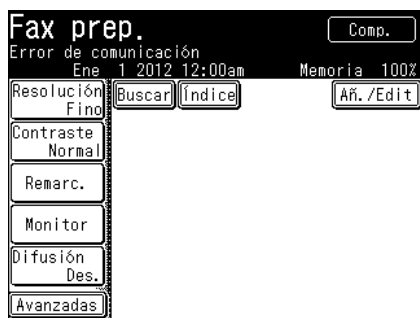 Fax prep.
Comp.
Error de comunicación
Ene 1 2012 12:00am
Memoria 100%
Resolución
Fino
Buscar
Índice
Añ./Edit
Contraste
Normal
Remarc.
Monitor
Difusión
Des.
Avanzadas